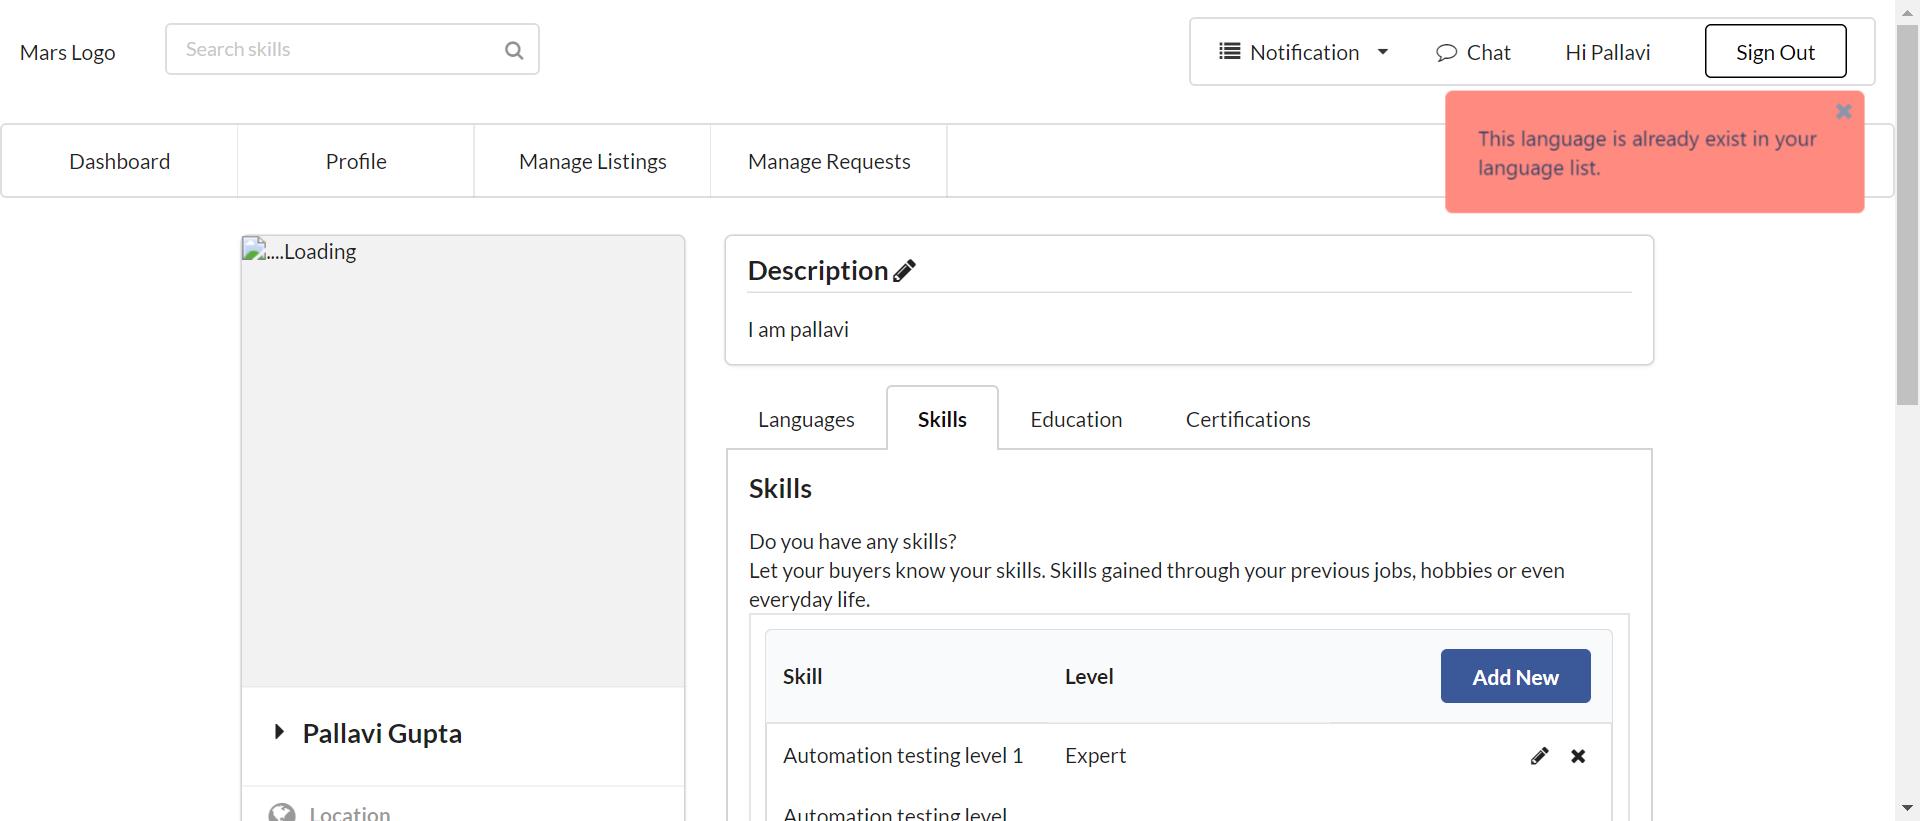 Mars Logo
Search skills
Notification
Chat
Hi Pallavi
Sign Out
This language is already exist in your
language list.
Dashboard
Profile
Manage Listings
Manage Requests
....Loading
Description
I am pallavi
Languages
Skills
Education
Certifications
Skills
Do you have any skills?
Let your buyers know your skills. Skills gained through your previous jobs, hobbies or even
everyday life.
Skill
Level
Add New
Automation testing level 1
Expert
Automation testing level
Pallavi Gupta
Location